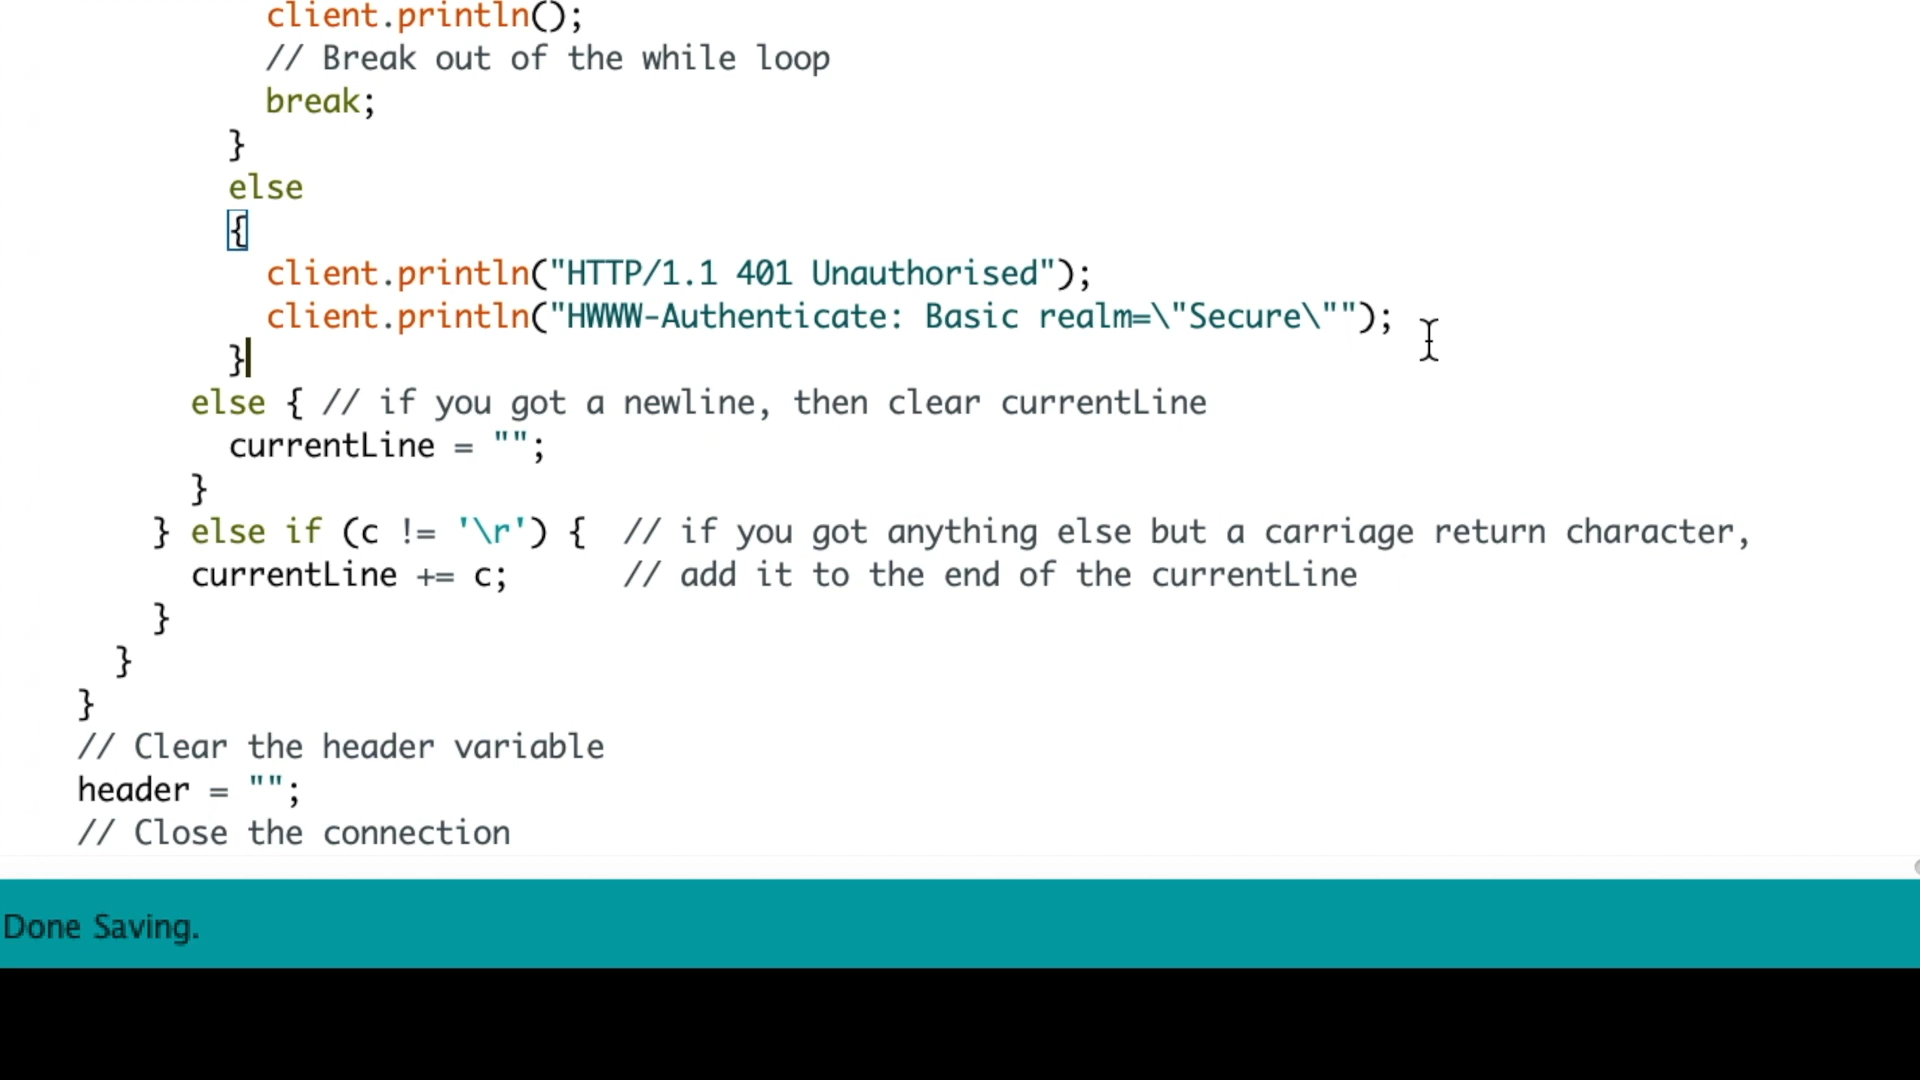 client.println();
// Break out of the while loop
break;
}
else
{
client.println("HTTP/1.1 401 Unauthorised");
client.println("HWWW-Authenticate: Basic realm=\"Secure\"");
}
else { // if you got a newline, then clear currentLine
currentLine = "";
}
} else if (c != '\r') {  // if you got anything else but a carriage return character,
currentLine += c;      // add it to the end of the currentLine
}
}
}
// Clear the header variable
header = "";
// Close the connection
Done Saving.